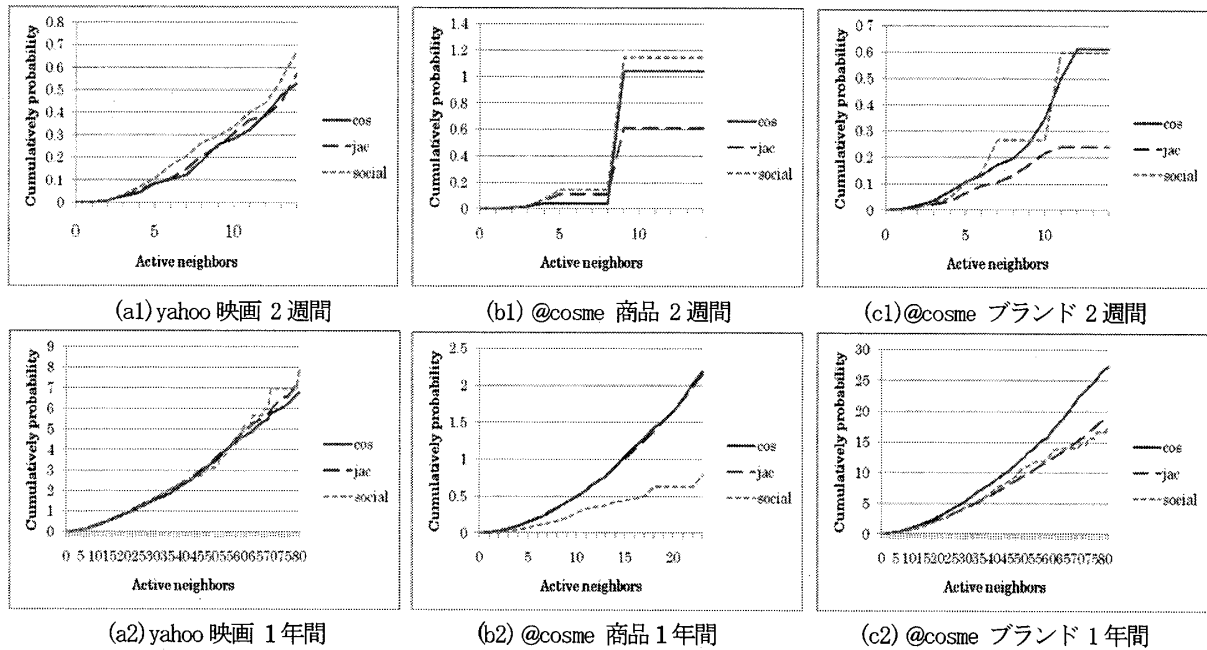 Cumulatively probability
0.8
0.7
0.6
0.5
0.4
0.3
0.2
0.1
0
0 5 10
Active neighbors
cos
jac
social
(a1) yahoo 映画 2 週間
Cumulatively probability
1.4
1.2
1
0.8
0.6
0.4
0.2
0
0 5 10
Active neighbors
cos
jac
social
(b1) @cosme 商品 2 週間
Cumulatively probability
0.7
0.6
0.5
0.4
0.3
0.2
0.1
0
0 5 10
Active neighbors
cos
jac
social
(c1)@cosme ブランド 2 週間
Cumulatively probability
9
8
7
6
5
4
3
2
1
0
0 5 101520253035404550556065707580
Active neighbors
cos
jac
social
(a2) yahoo 映画 1 年間
Cumulatively probability
2.5
2
1.5
1
0.5
0
0 5 10 15 20
Active neighbors
cos
jac
social
(b2) @cosme 商品 1 年間
Cumulatively probability
30
25
20
15
10
5
0
0 5 101520253035404550556065707580
Active neighbors
cos
jac
social
(c2) @cosme ブランド 1 年間